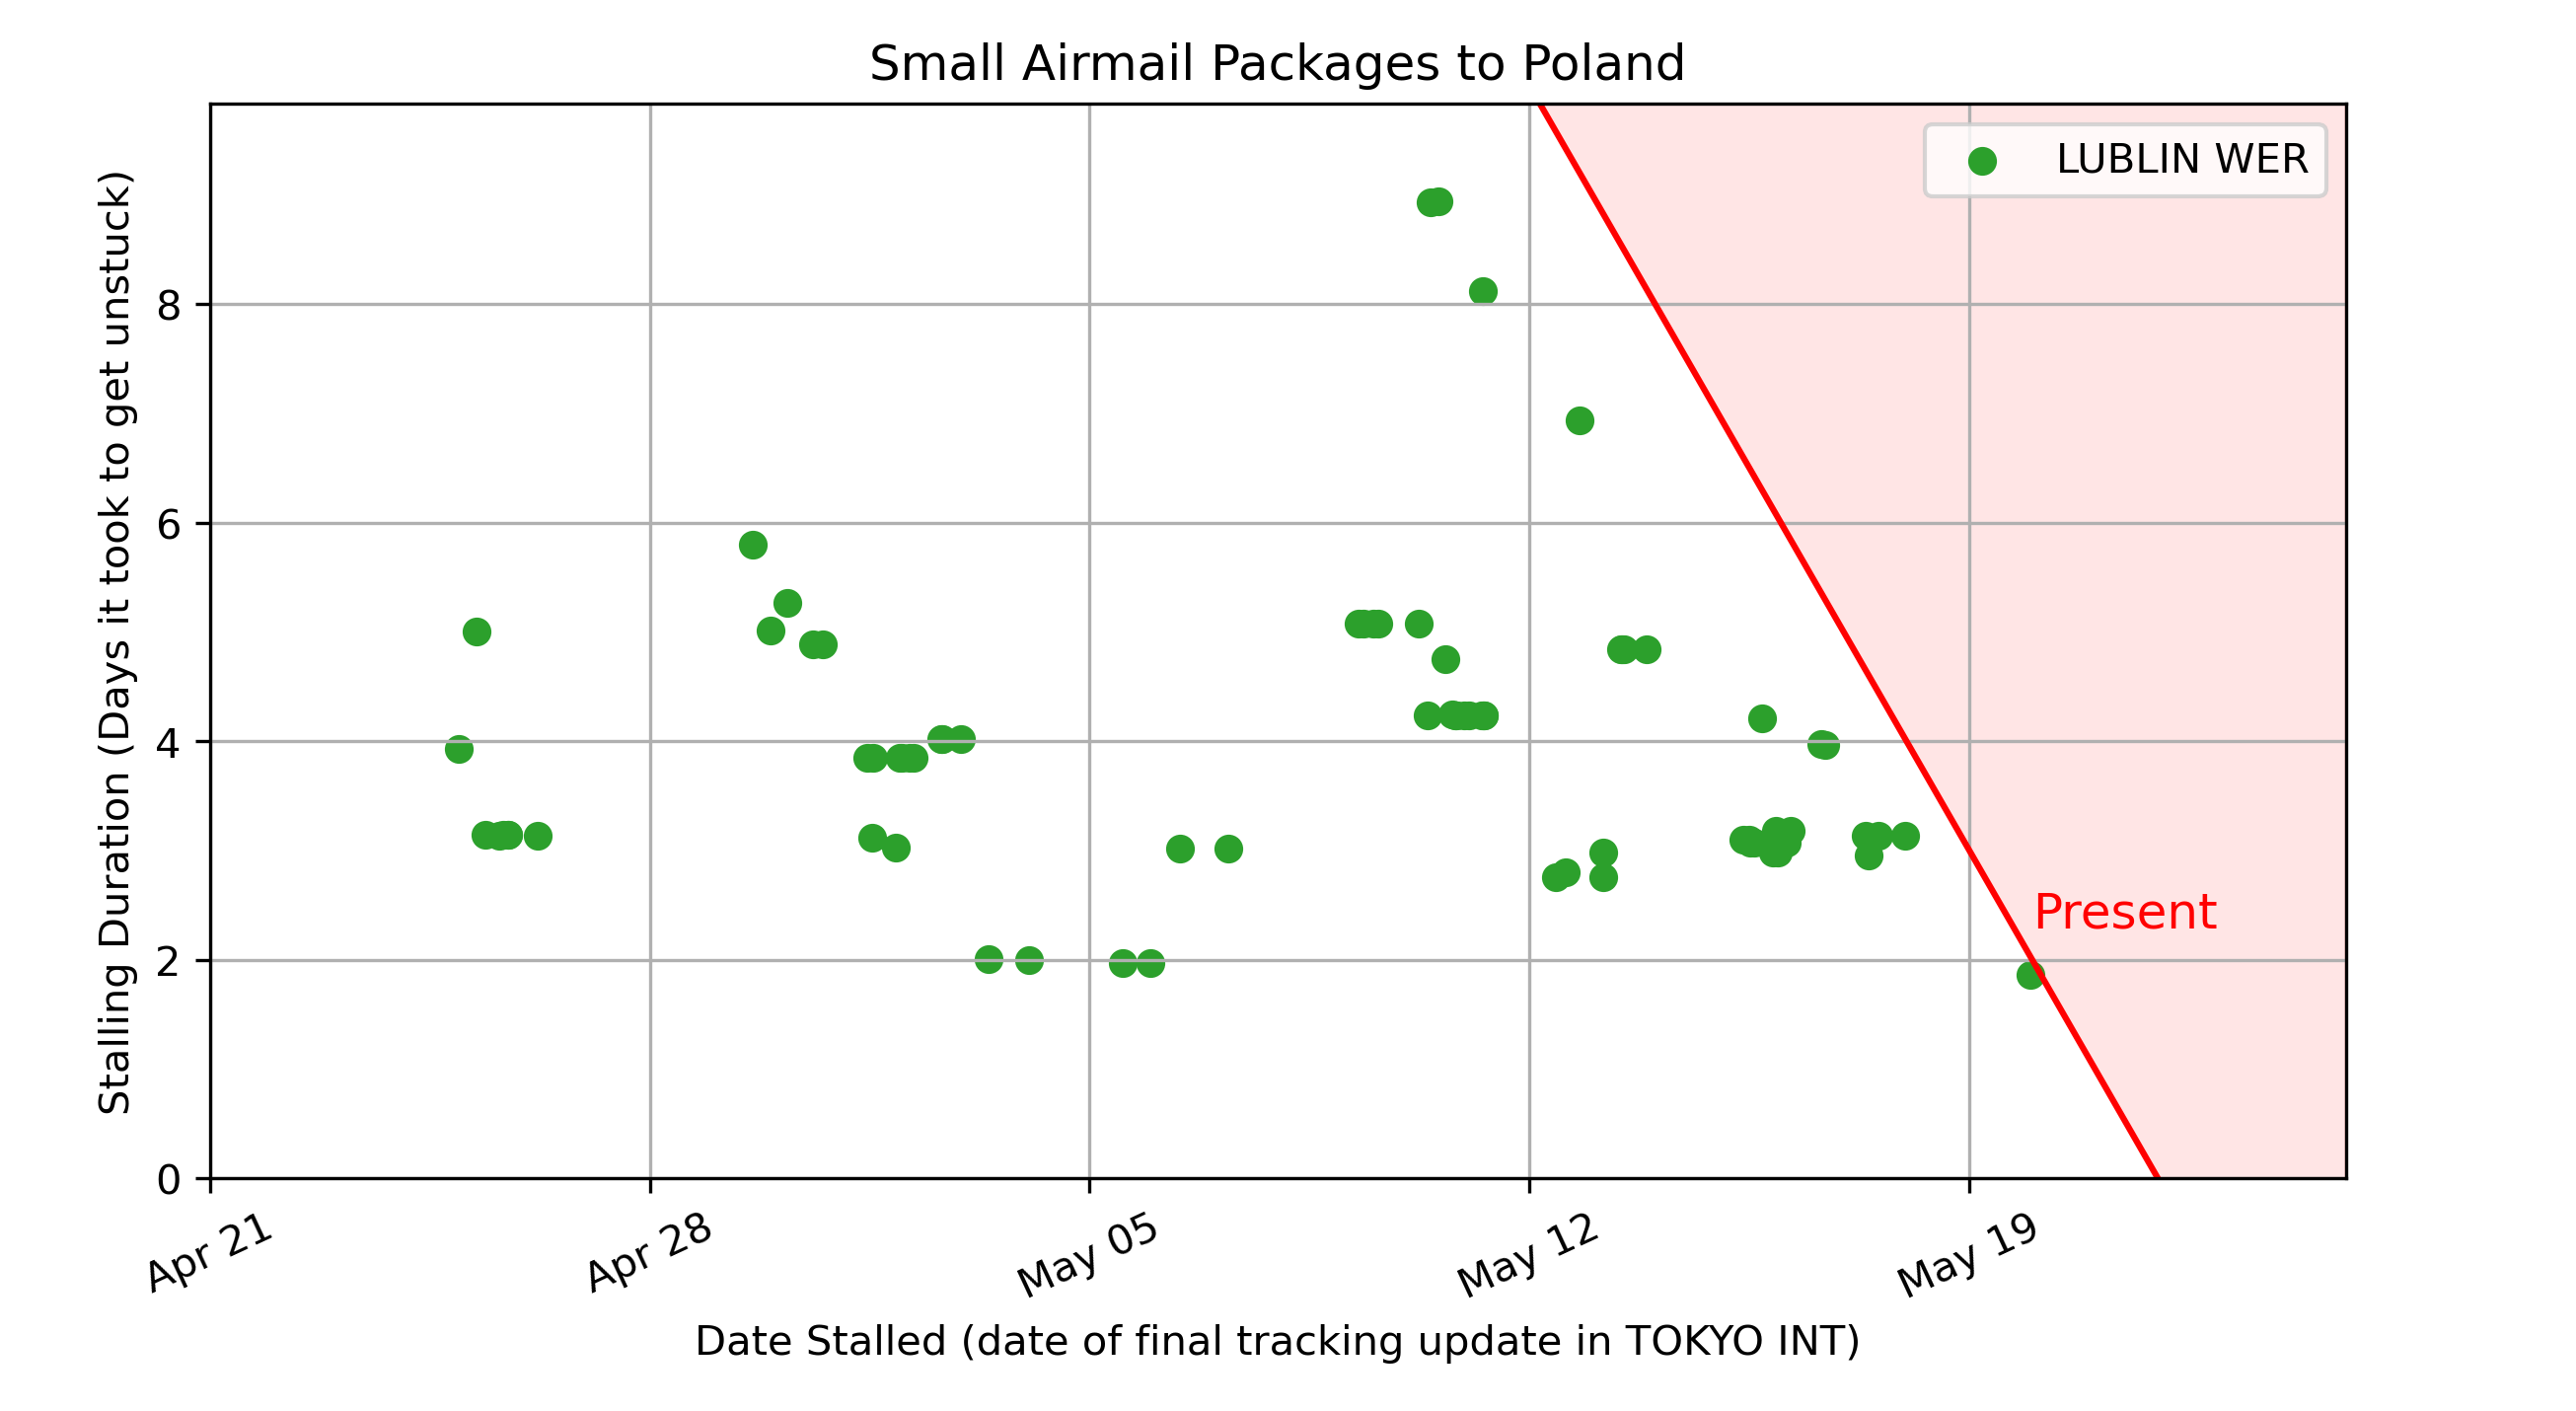 Small Airmail Packages to Poland
LUBLIN WER
Stalling Duration (Days it took to get unstuck)
8
6
4
2
0
Present
Apr 21
Apr 28
May 05
May 12
May 19
Date Stalled (date of final tracking update in TOKYO INT)